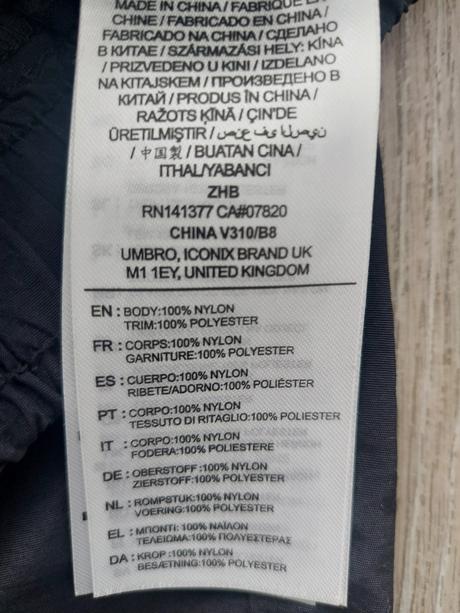 MADE IN CHINA / FABRIQUÉ EN
CHINE / FABRICADO EN CHINA /
FABRICADO NA CHINA / СДЕЛАНО
В КИТАЕ / SZÁRMAZÁSI HELY: KÍNA
/ PRIZVEDENO U KINI / IZDELANO
NA KITAJSKEM / ПРОИЗВЕДЕНО В
КИТАЙ / PRODUS ÎN CHINA /
RAŽOTS ĶĪNĀ / ÇIN'DE
ÜRETILMIŞTIR / صنع في الصين
/ 中国製 / BUATAN CINA /
ITHAL/YABANCI
ZHB
RN141377 CA#07820
CHINA V310/B8
UMBRO, ICONIX BRAND UK
M1 1EY, UNITED KINGDOM
EN : BODY:100% NYLON
TRIM:100% POLYESTER
FR : CORPS:100% NYLON
GARNITURE:100% POLYESTER
ES : CUERPO:100% NYLON
RIBETE/ADORNO:100% POLIÉSTER
PT : CORPO:100% NYLON
TESSUTO DI RITAGLIO:100% POLIESTER
IT : CORPO:100% NYLON
FODERA:100% POLIESTERE
DE : OBERSTOFF:100% NYLON
ZIERSTOFF:100% POLYESTER
NL : ROMPSTUK:100% NYLON
VOERING:100% POLYESTER
EL : ΜΠΟΝΤΙ: 100% ΝΑΪΛΟΝ
ΤΕΛΕΙΩΜΑ:100% ΠΟΛΥΕΣΤΕΡΑΣ
DA : KROP :100% NYLON
BESÆTNING:100% POLYESTER